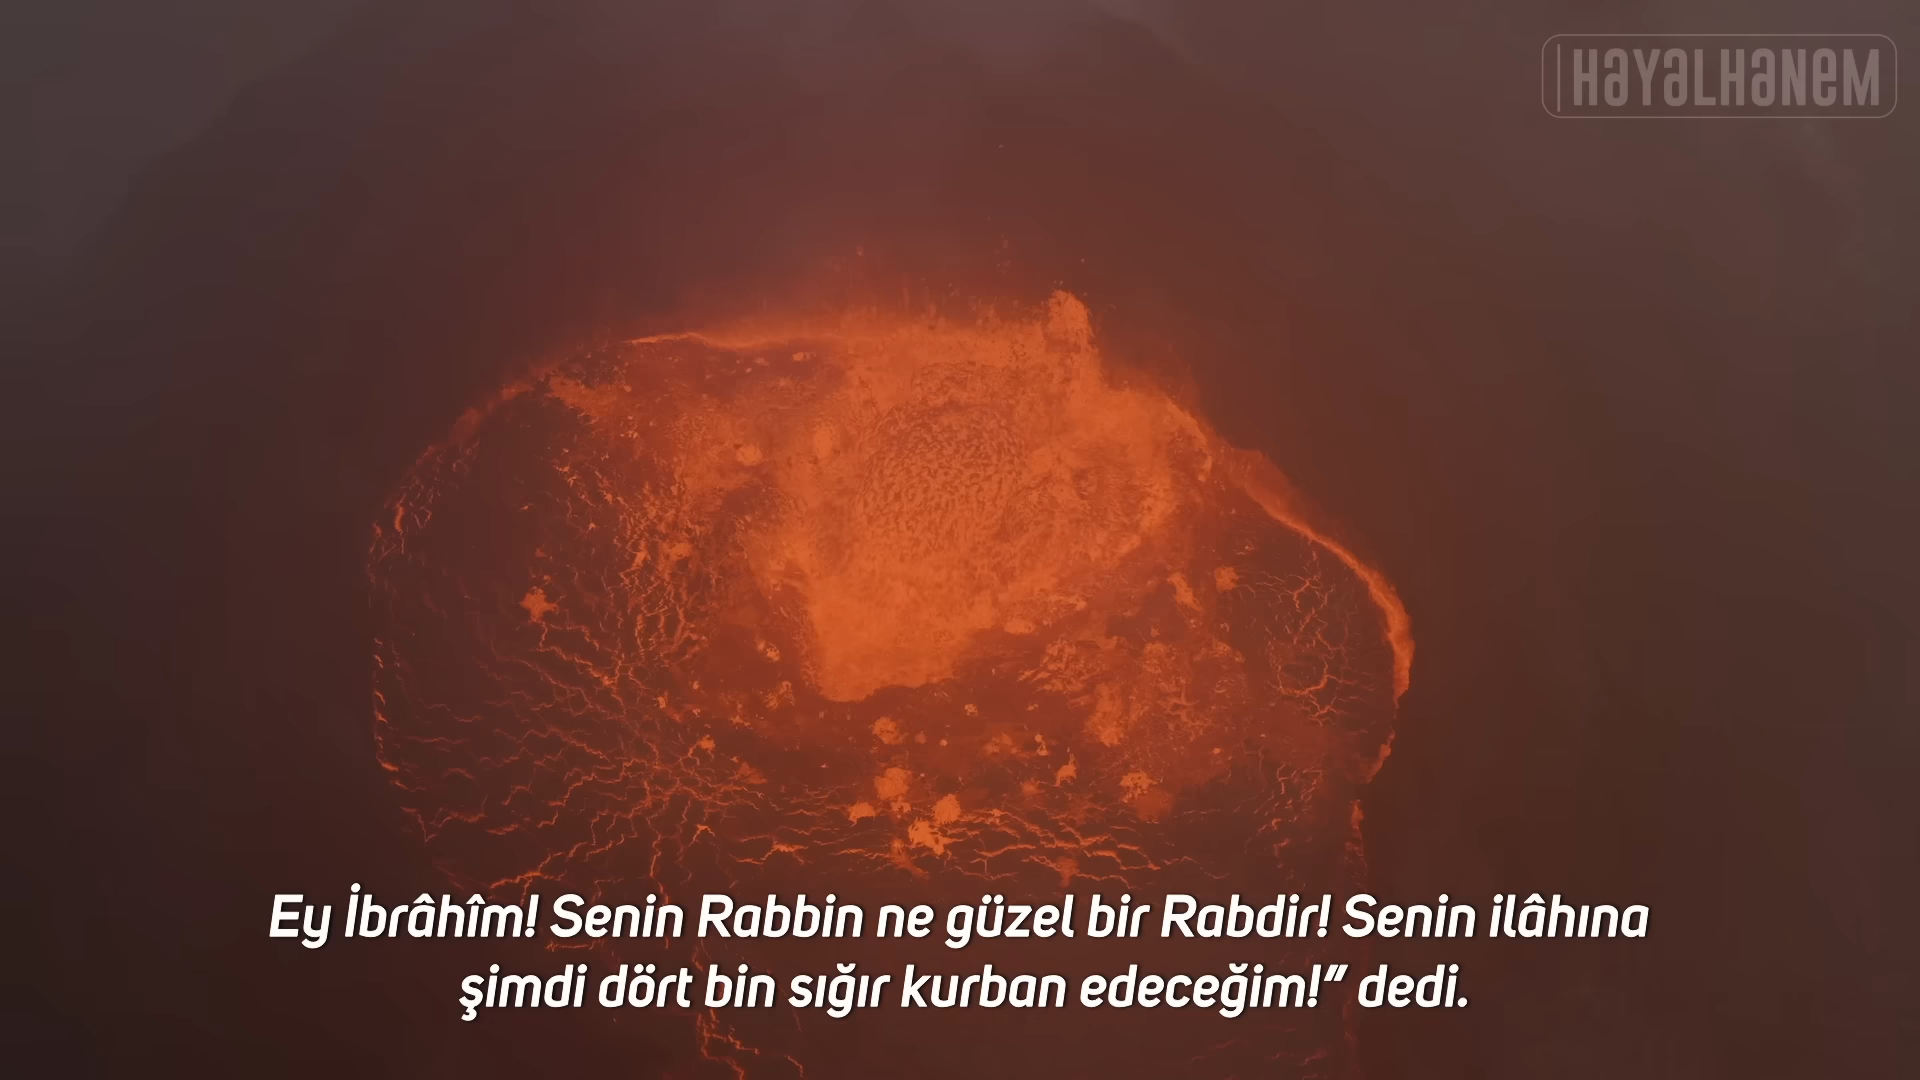 HAYALHANEM
Ey İbrâhîm! Senin Rabbin ne güzel bir Rabdir! Senin ilâhına
şimdi dört bin sığır kurban edeceğim!” dedi.